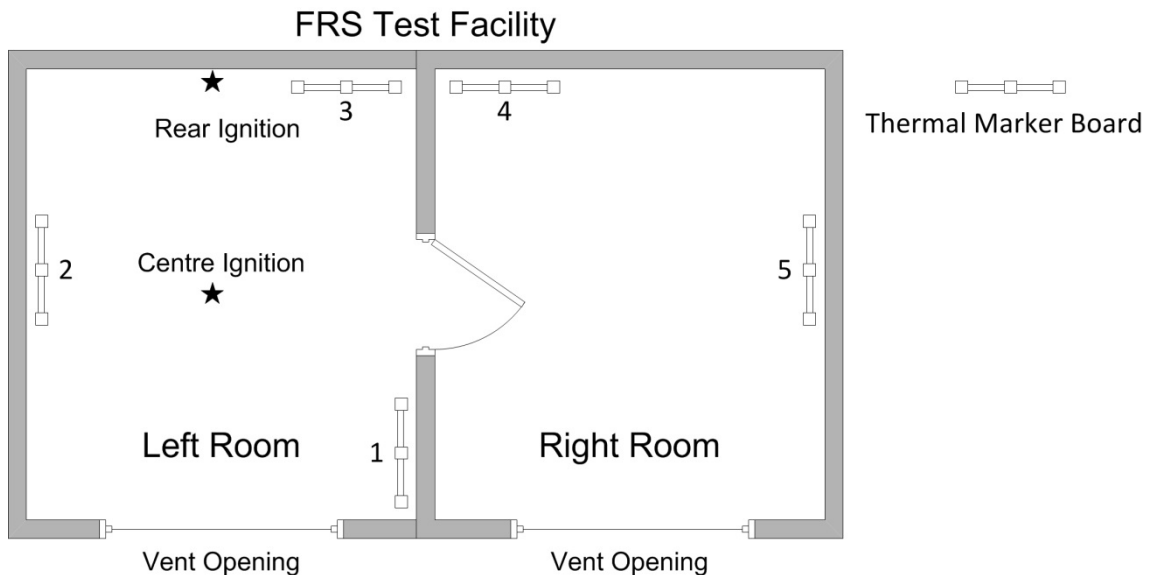 FRS Test Facility
Rear Ignition
3
4
Thermal Marker Board
2
Centre Ignition
5
Left Room
1
Right Room
Vent Opening
Vent Opening